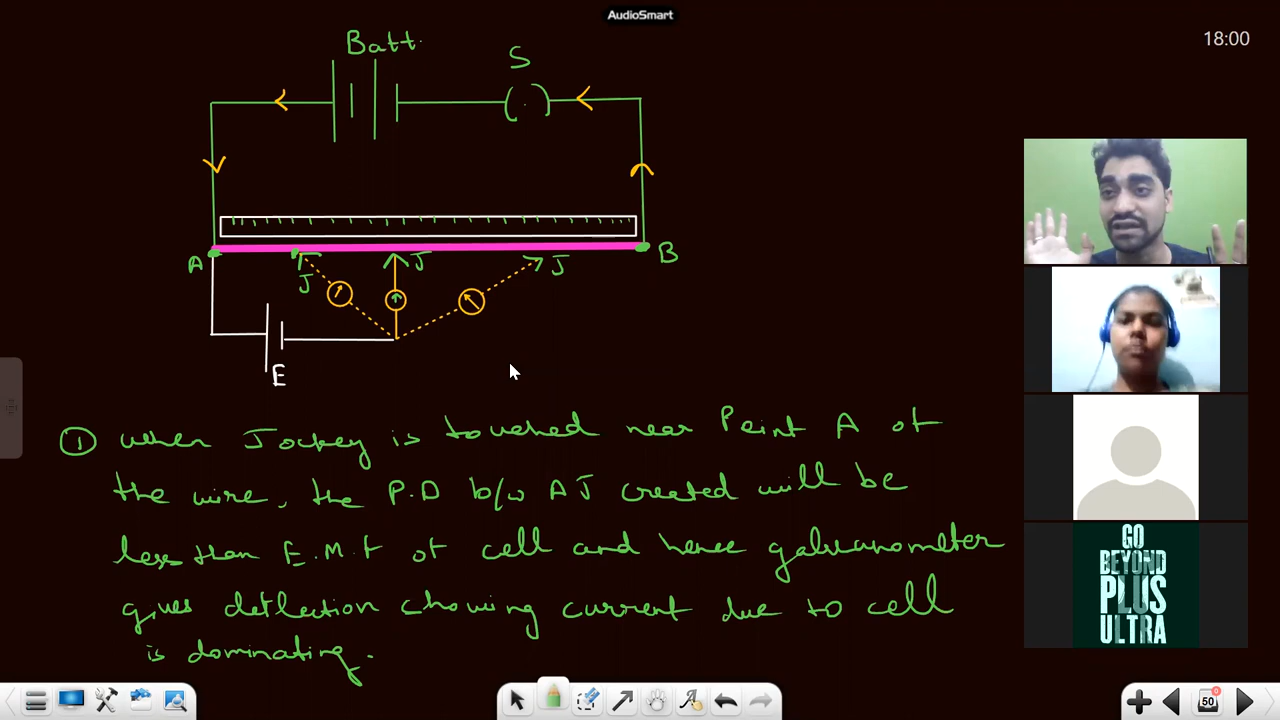 AudioSmart
18:00
Batt.
S
A
J
J
J
B
E
① when Jockey is touched near Point A of
the wire, the P.D b/w AJ created will be
less than E.M.f of cell and hence galvanometer
gives deflection showing current due to cell
is dominating.
GO
BEYOND
PLUS
ULTRA
50
0